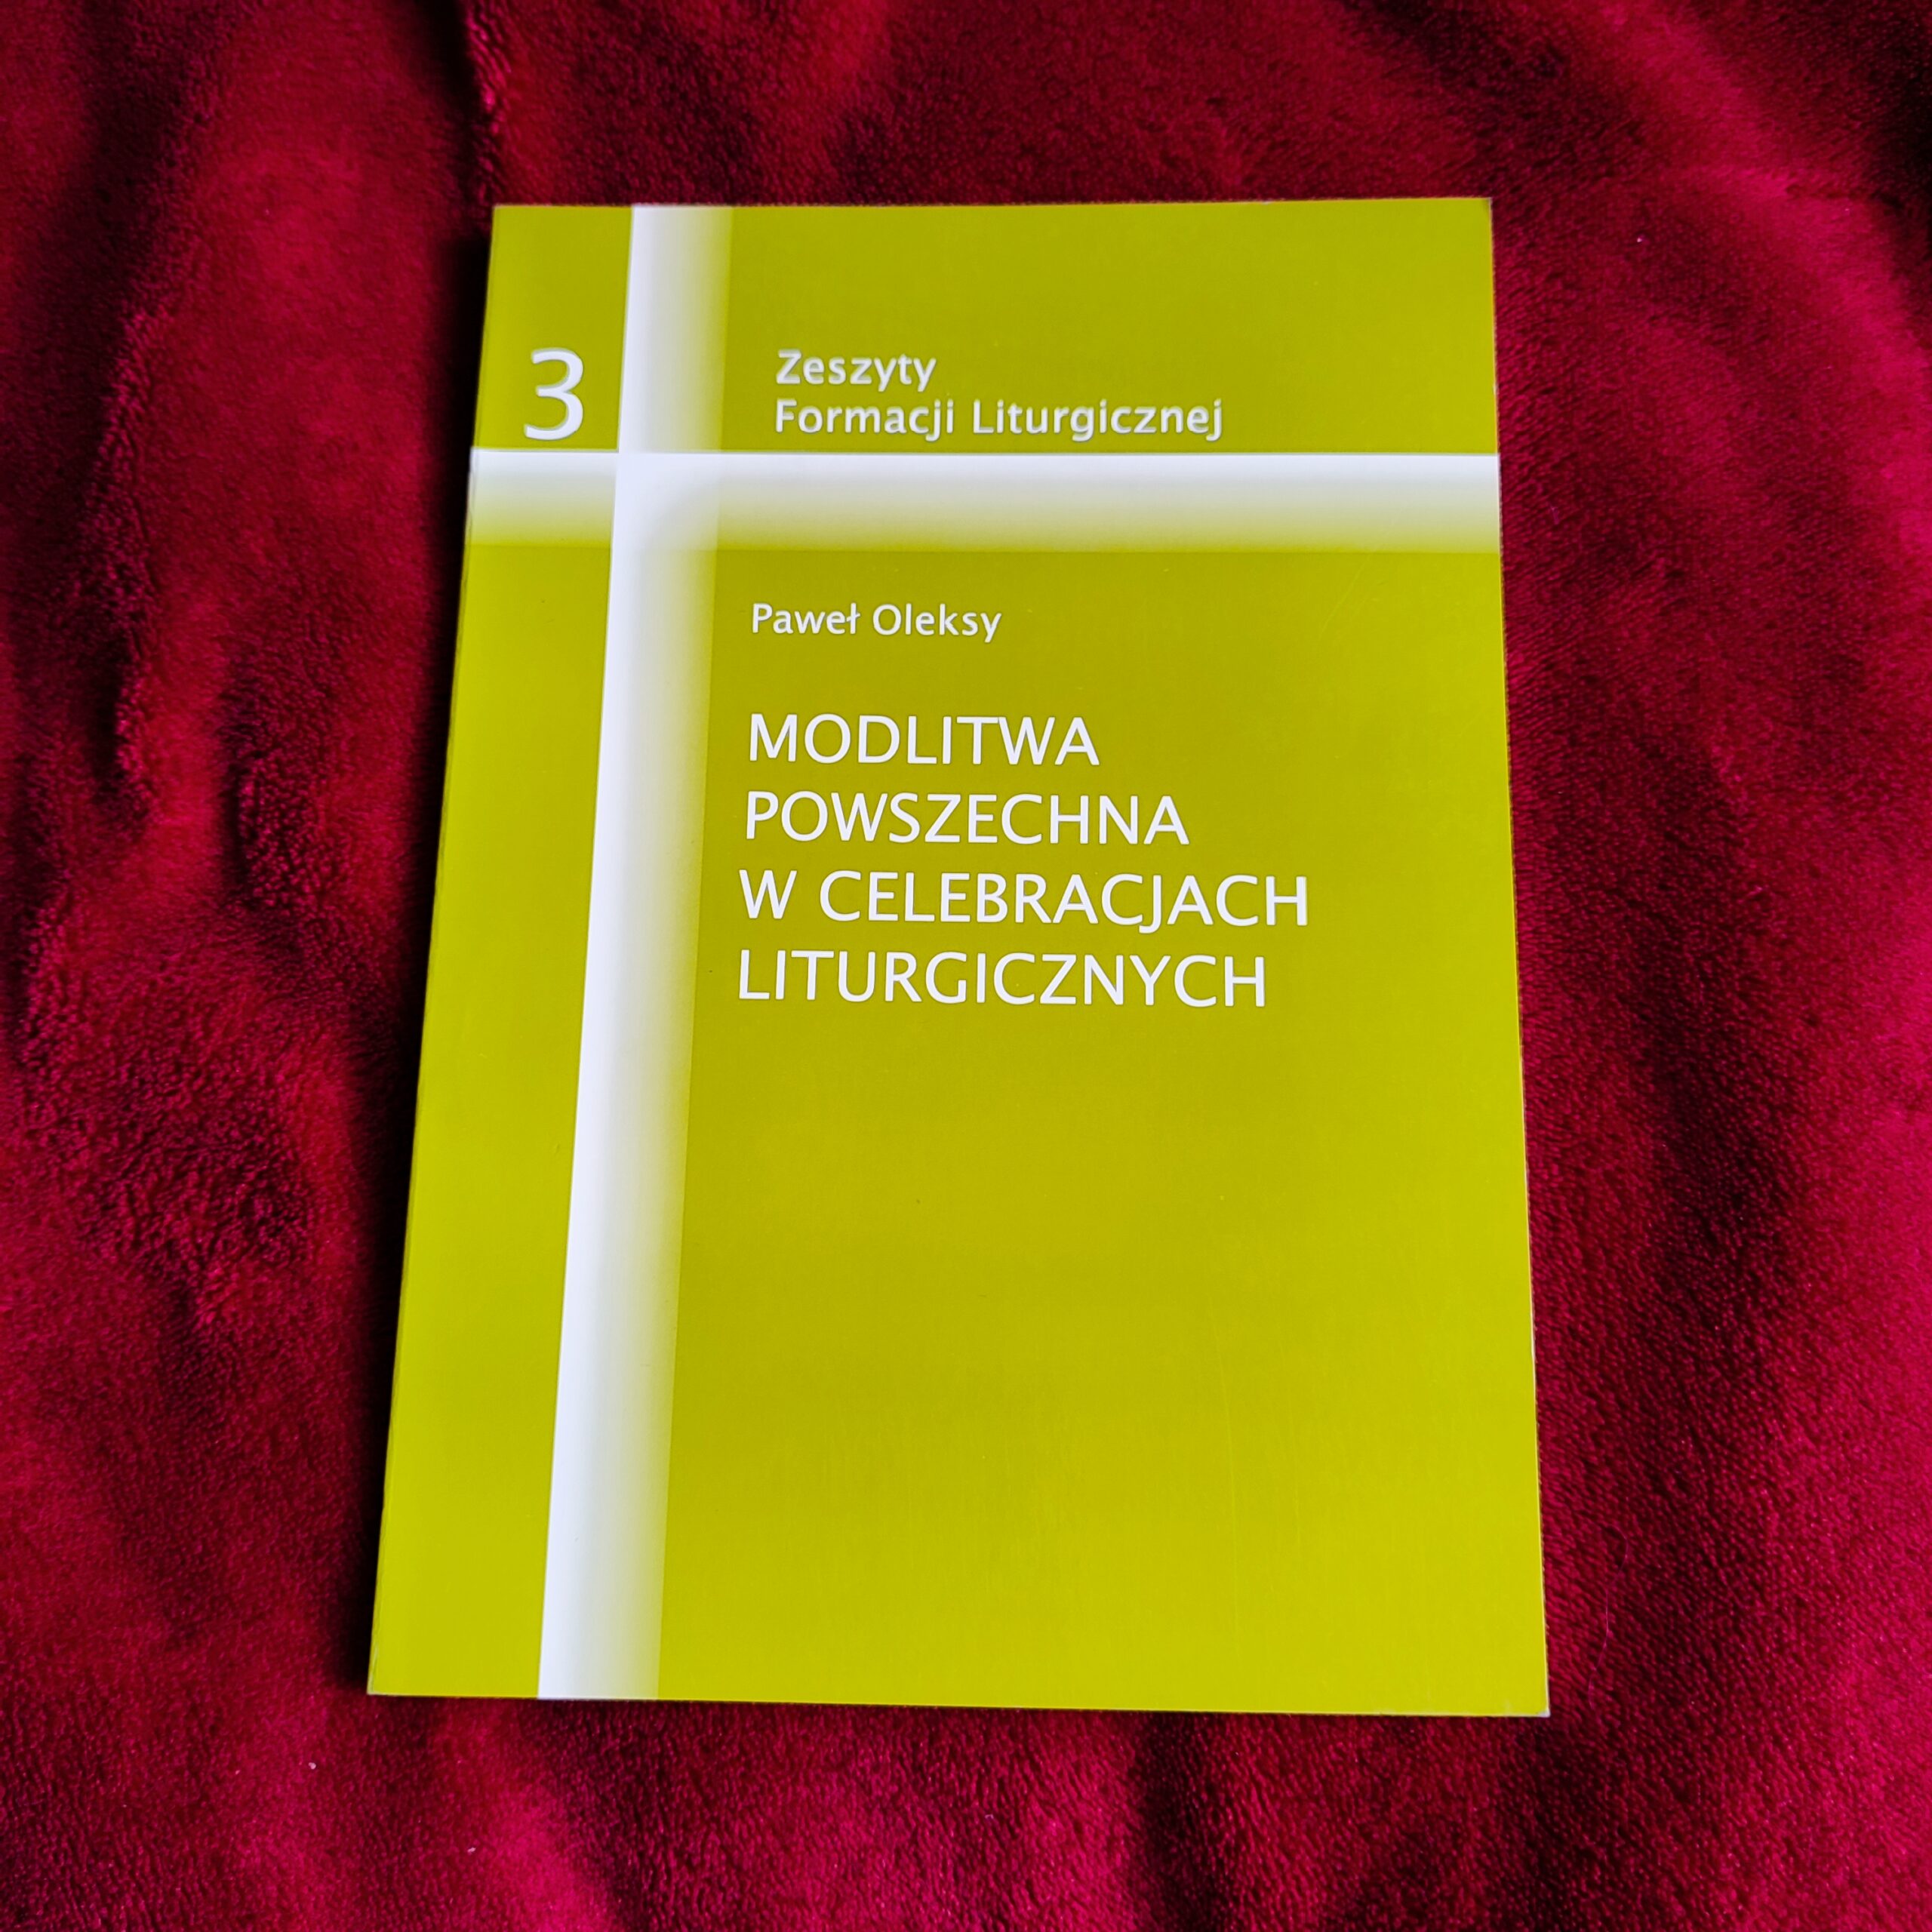 3
Zeszyty
Formacji Liturgicznej
Paweł Oleksy
MODLITWA
POWSZECHNA
W CELEBRACJACH
LITURGICZNYCH